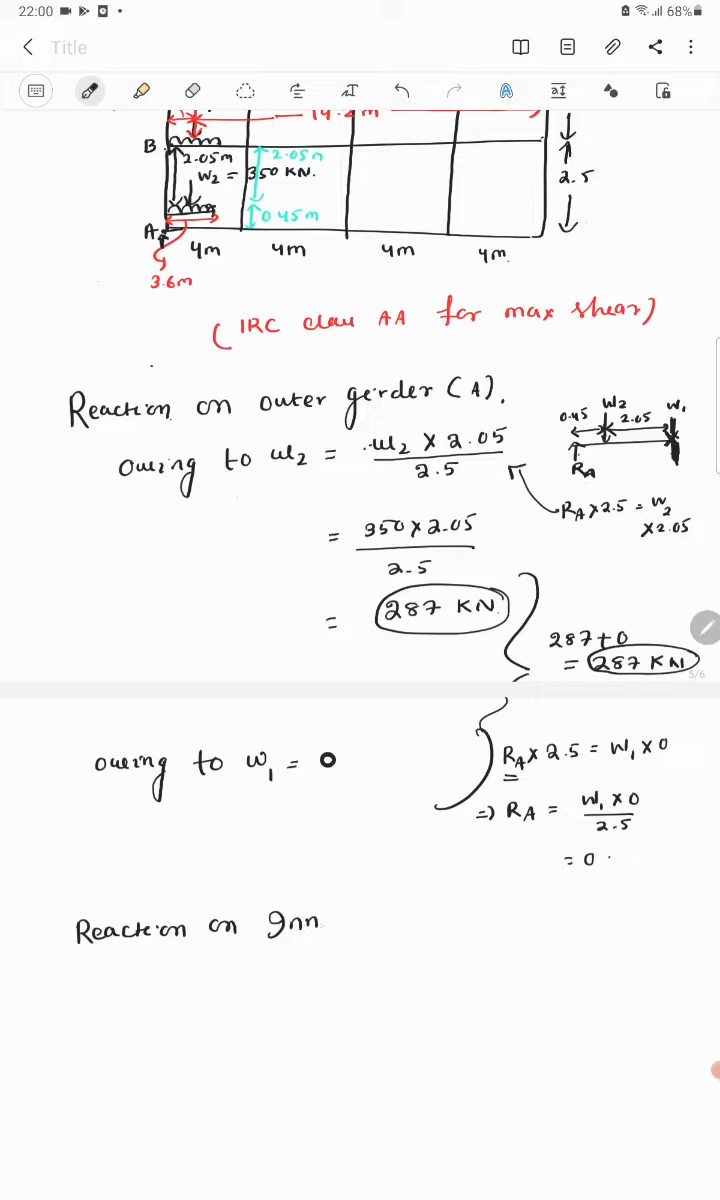 22:00
68%
Title
14.2 m
B
2.05m
2.05m
W2 = 350 KN.
2.5
0.45m
A
4m 4m 4m 4m.
3.6m
(IRC clau AA for max shear)
Reaction on outer gerder (A).
owing to W2 = W2 X 2.05
2.5
W2 W1
0.45 2.05
RA
RA X 2.5 = W2
X 2.05
= 350 X 2.05
2.5
= 287 KN.
287+0
= 287 KN
5/6
oweing to W1 = 0
RA X 2.5 = W1 X 0
=) RA = W1 X 0
2.5
= 0.
Reaction on Inn